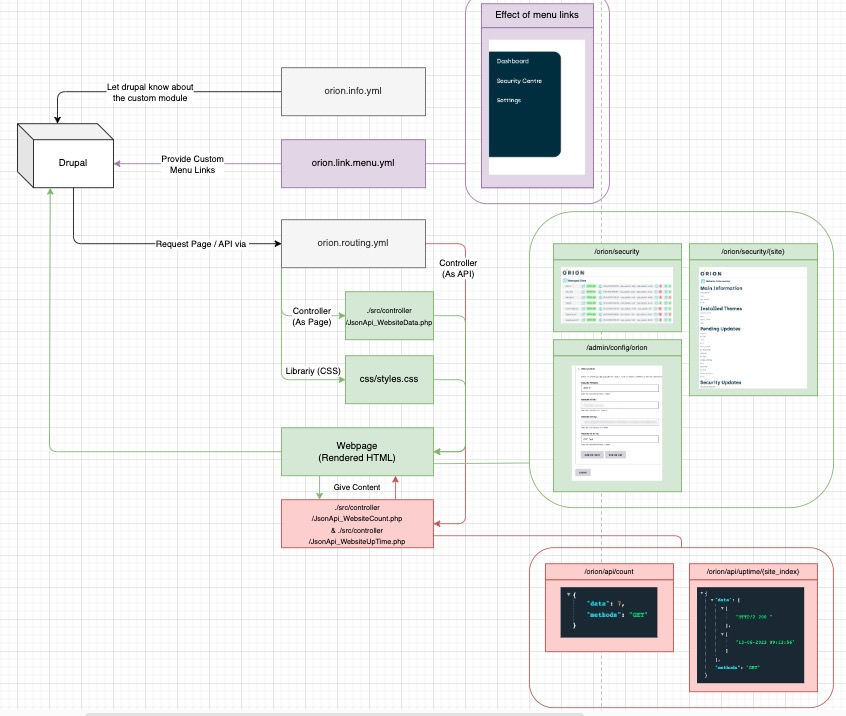 Effect of menu links
Dashboard
Security Centre
Settings
orion.info.yml
Let drupal know about
the custom module
Drupal
Provide Custom
Menu Links
orion.link.menu.yml
Request Page / API via
orion.routing.yml
Controller
(As API)
Controller
(As Page)
./src/controller
/JsonApi_WebsiteData.php
Librariy (CSS)
css/styles.css
Webpage
(Rendered HTML)
Give Content
./src/controller
/JsonApi_WebsiteCount.php
& ./src/controller
/JsonApi_WebsiteUpTime.php
/orion/security
ORION
/orion/security/{site}
ORION
Main Information
Installed Themes
Pending Updates
Security Updates
/admin/config/orion
/orion/api/count
{
"data": 7,
"methods": "GET"
}
/orion/api/uptime/{site_index}
{
"data": [
[
"HTTP/2 200 "
],
[
"13-06-2023 09:12:56"
]
],
"methods": "GET"
}